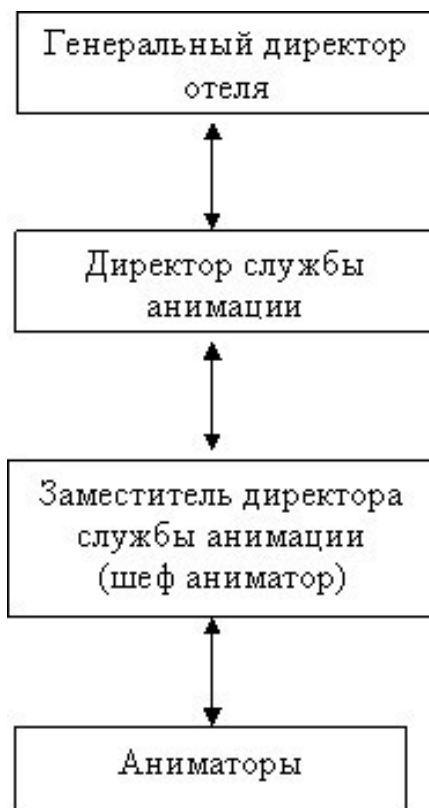 Генеральный директор
отеля
Директор службы
анимации
Заместитель директора
службы анимации
(шеф аниматор)
Аниматоры